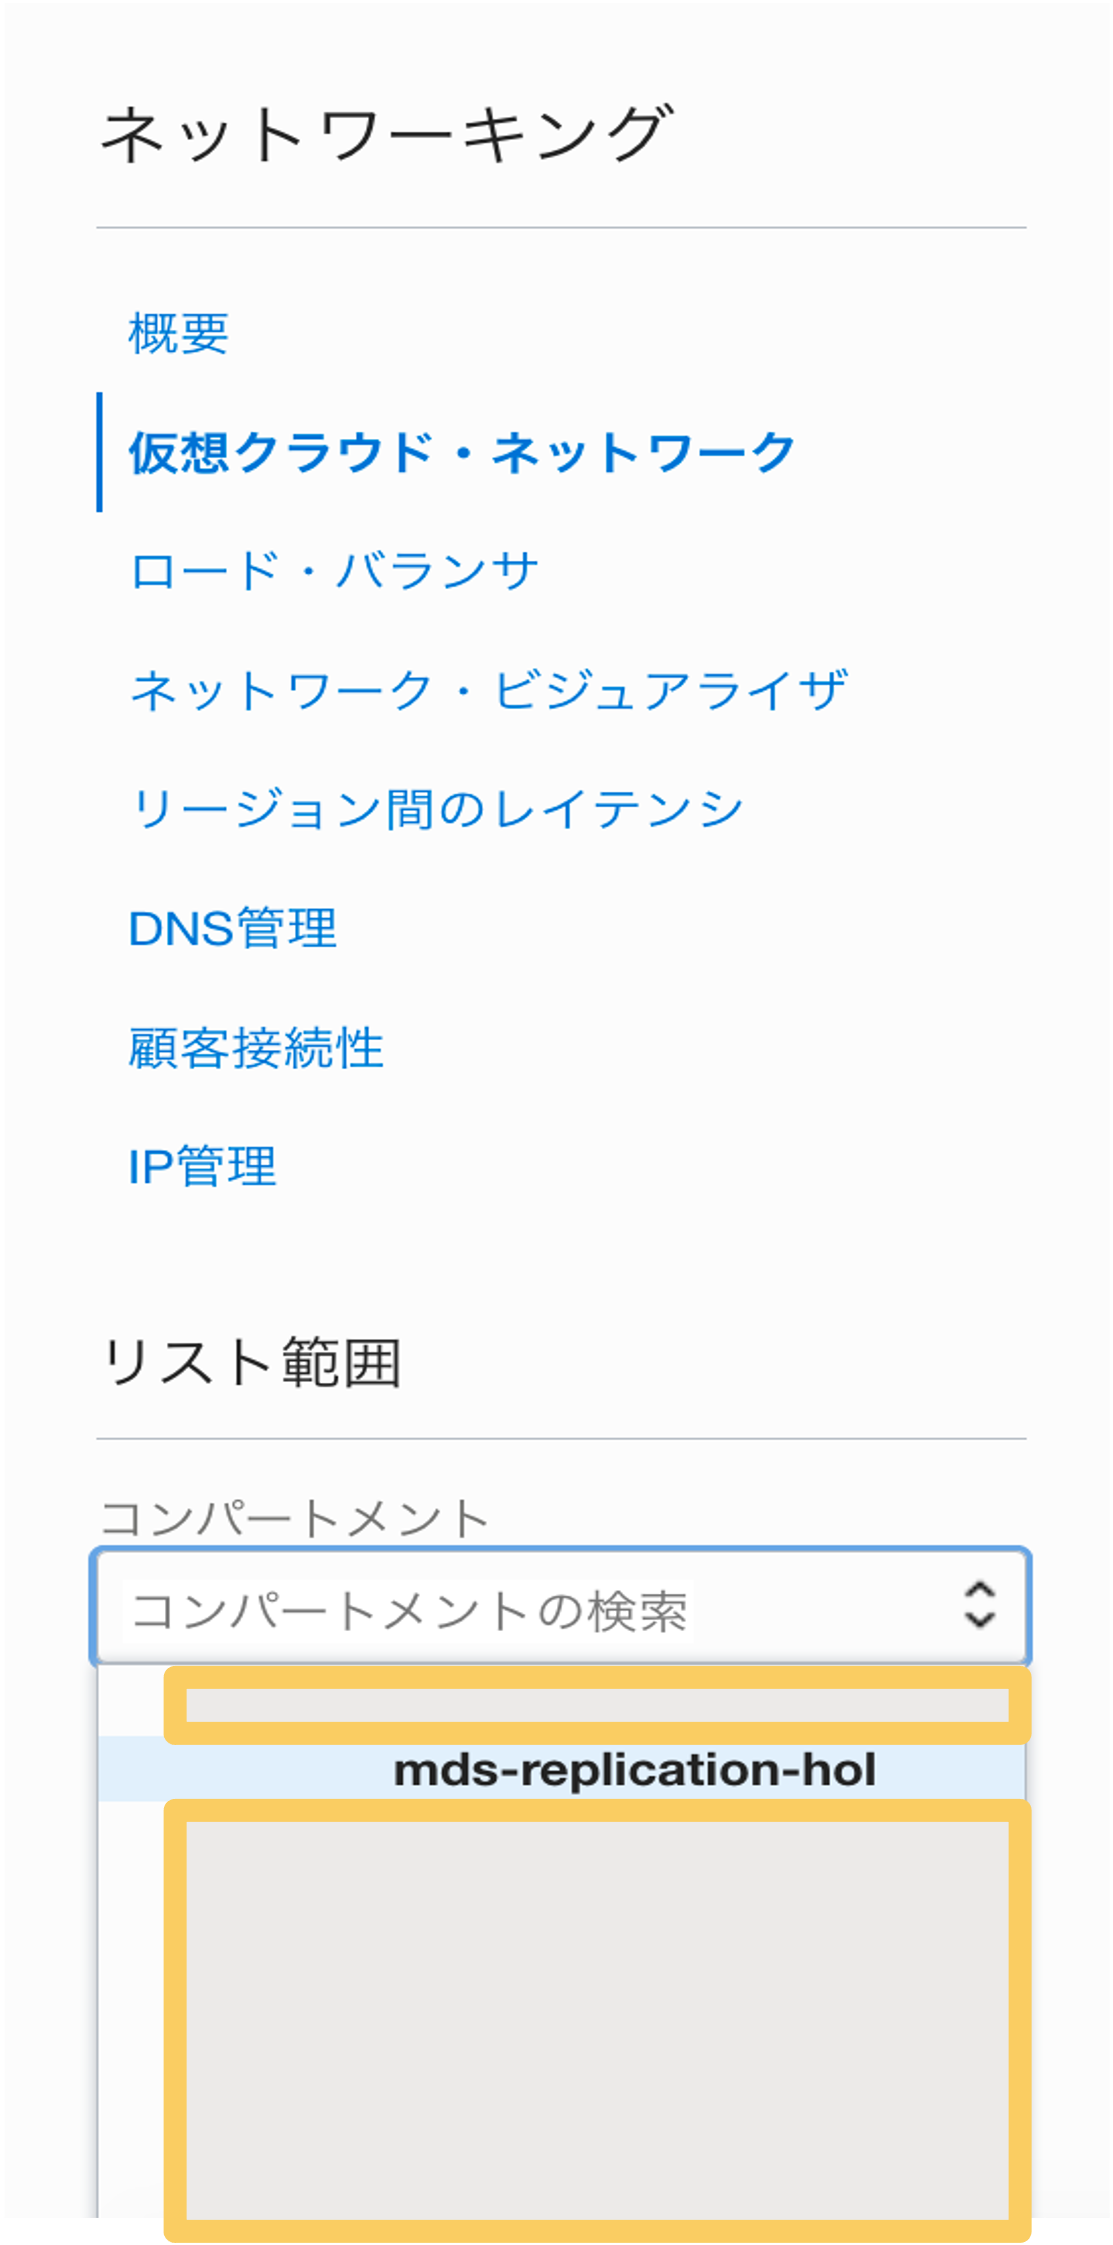 ネットワーキング
概要
仮想クラウド・ネットワーク
ロード・バランサ
ネットワーク・ビジュアライザ
リージョン間のレイテンシ
DNS管理
顧客接続性
IP管理
リスト範囲
コンパートメント
コンパートメントの検索
mds-replication-hol